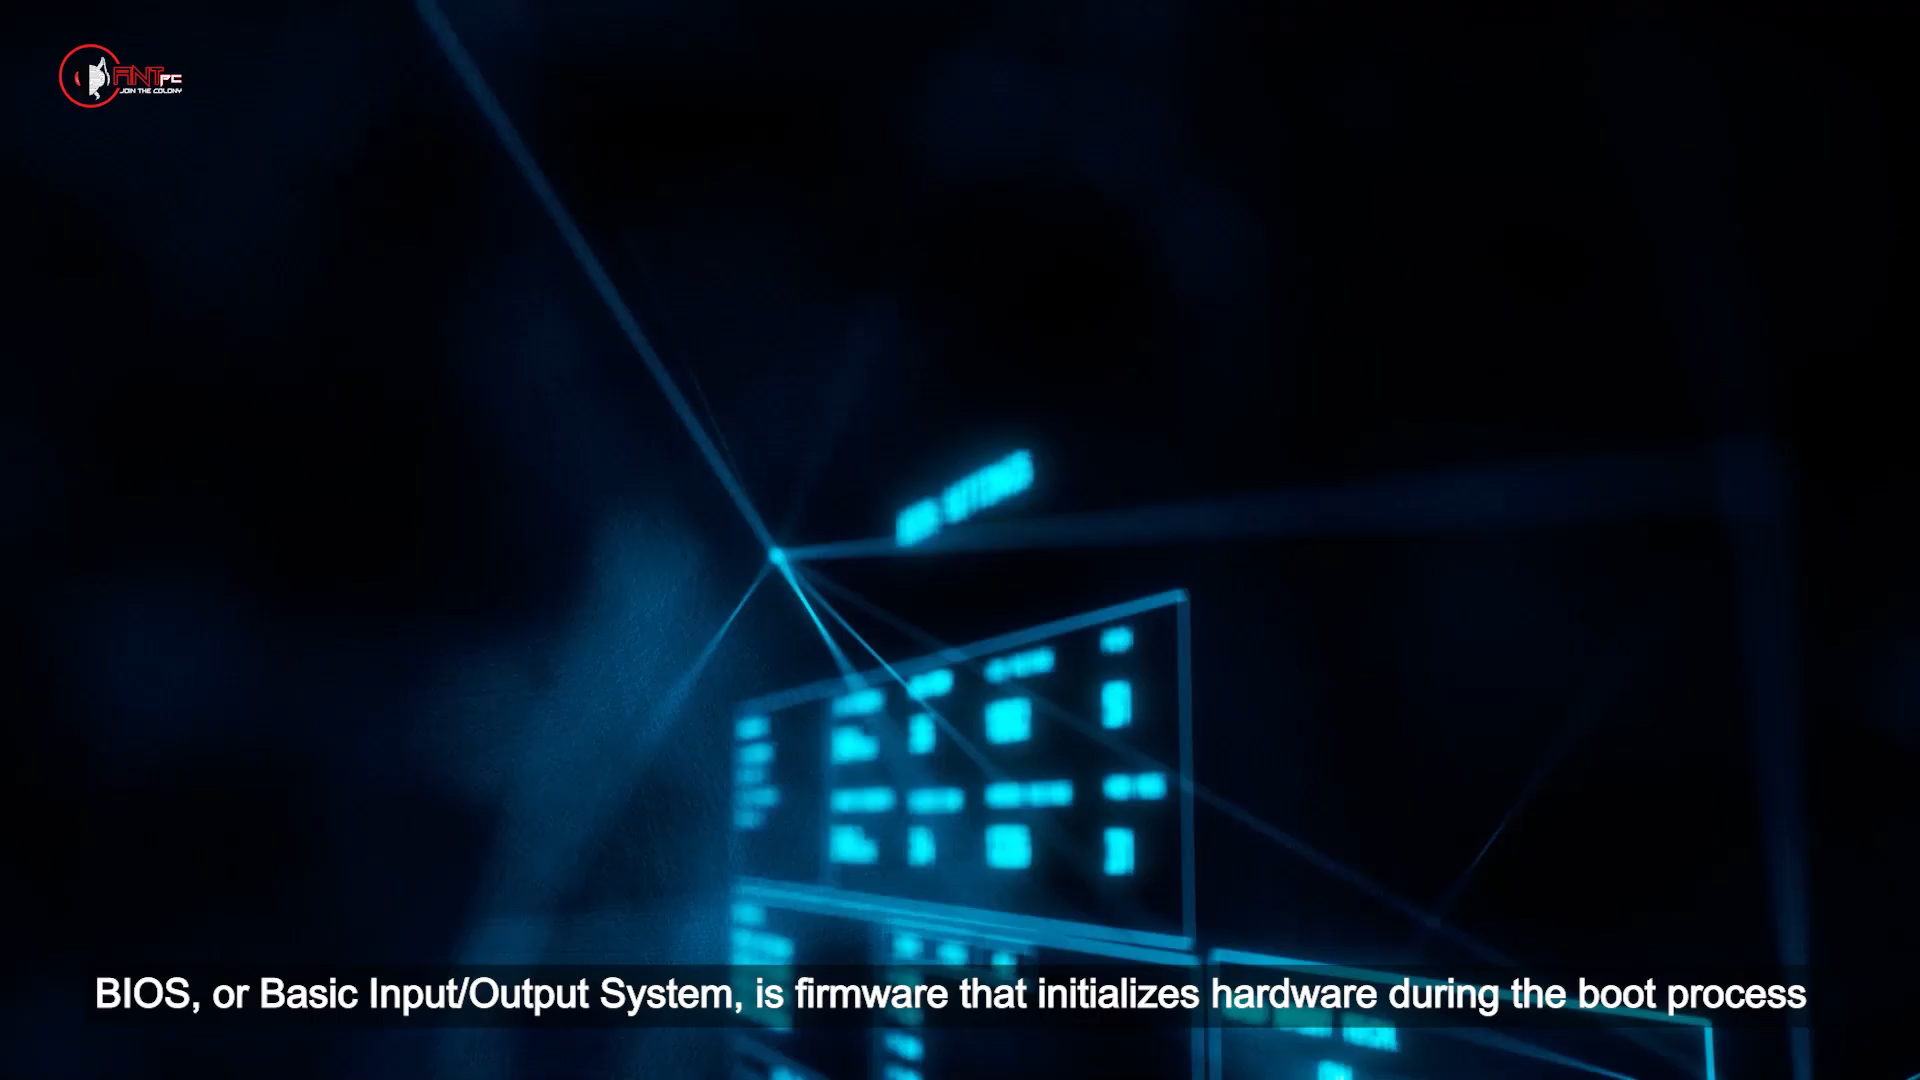 ANTPC
JOIN THE COLONY
BIOS, or Basic Input/Output System, is firmware that initializes hardware during the boot process